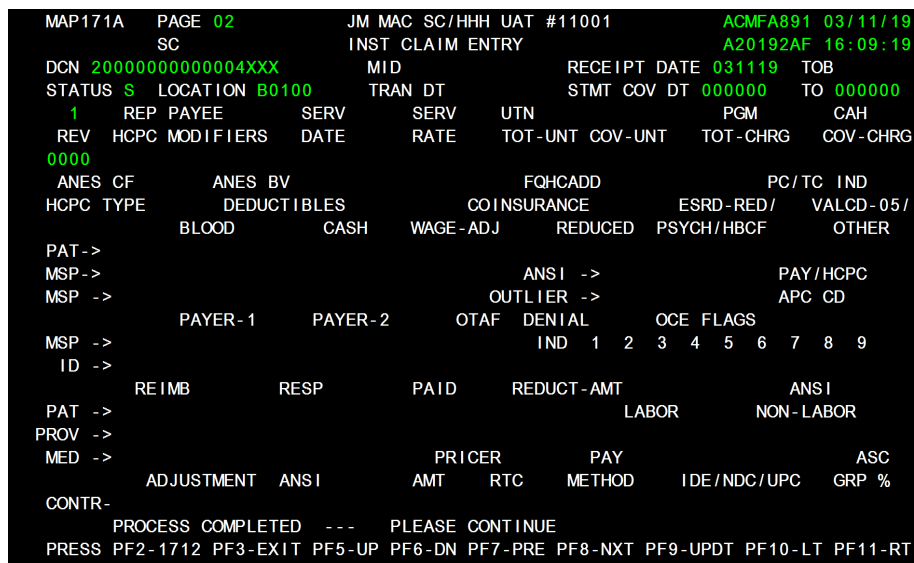 MAP171A PAGE 02 JM MAC SC/HHH UAT #11001 ACMFA891 03/11/19
SC INST CLAIM ENTRY A20192AF 16:09:19
DCN 20000000000004XXX MID RECEIPT DATE 031119 TOB
STATUS S LOCATION B0100 TRAN DT STMT COV DT 000000 TO 000000
1 REP PAYEE SERV SERV UTN PGM CAH
REV HCPC MODIFIERS DATE RATE TOT-UNT COV-UNT TOT-CHRG COV-CHRG
0000
ANES CF ANES BV FQHCADD PC/TC IND
HCPC TYPE DEDUCTIBLES COINSURANCE ESRD-RED/ VALCD-05/
BLOOD CASH WAGE-ADJ REDUCED PSYCH/HBCF OTHER
PAT->
MSP-> ANSI -> PAY/HCPC
MSP -> OUTLIER -> APC CD
PAYER-1 PAYER-2 OTAF DENIAL OCE FLAGS
MSP -> IND 1 2 3 4 5 6 7 8 9
ID ->
REIMB RESP PAID REDUCT-AMT ANSI
PAT -> LABOR NON-LABOR
PROV ->
MED -> PRICER PAY ASC
ADJUSTMENT ANSI AMT RTC METHOD IDE/NDC/UPC GRP %
CONTR-
PROCESS COMPLETED --- PLEASE CONTINUE
PRESS PF2-1712 PF3-EXIT PF5-UP PF6-DN PF7-PRE PF8-NXT PF9-UPDT PF10-LT PF11-RT